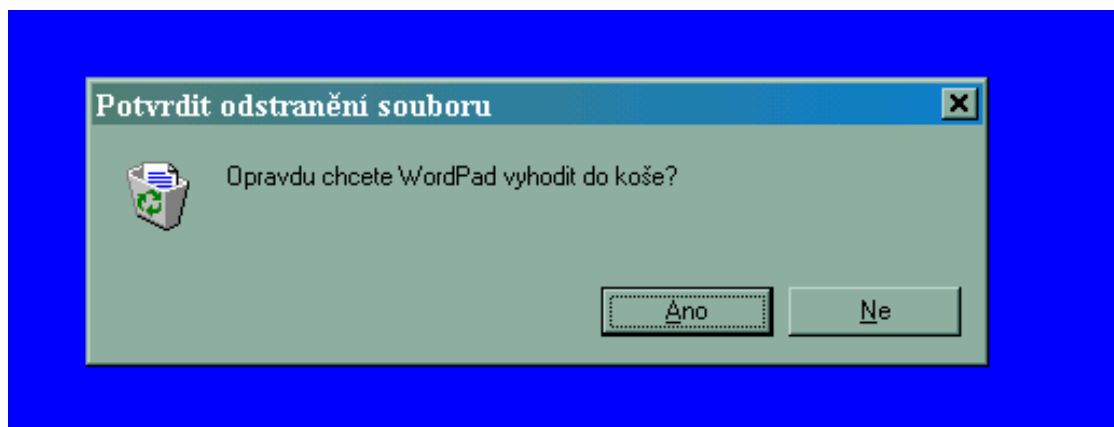 Potvrdit odstranění souboru
Opravdu chcete WordPad vyhodit do koše?
Ano
Ne